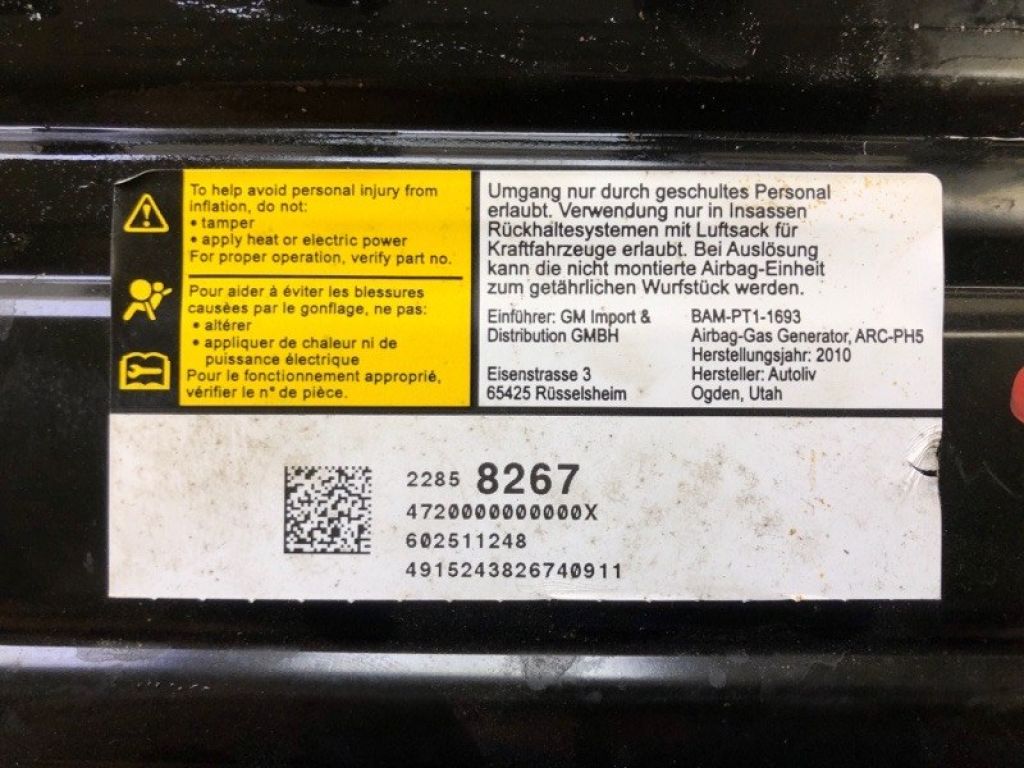 To help avoid personal injury from
inflation, do not:
• tamper
• apply heat or electric power
For proper operation, verify part no.
Pour aider à éviter les blessures
causées par le gonflage, ne pas:
• altérer
• appliquer de chaleur ni de
puissance électrique
Pour le fonctionnement approprié,
vérifier le n° de pièce.
Umgang nur durch geschultes Personal
erlaubt. Verwendung nur in Insassen
Rückhaltesystemen mit Luftsack für
Kraftfahrzeuge erlaubt. Bei Auslösung
kann die nicht montierte Airbag-Einheit
zum getährlichen Wurfstück werden.
Einführer: GM Import &
Distribution GMBH
Eisenstrasse 3
65425 Rüsselsheim
BAM-PT1-1693
Airbag-Gas Generator, ARC-PH5
Herstellungsjahr: 2010
Hersteller: Autoliv
Ogden, Utah
2285 8267
4720000000000X
602511248
4915243826740911